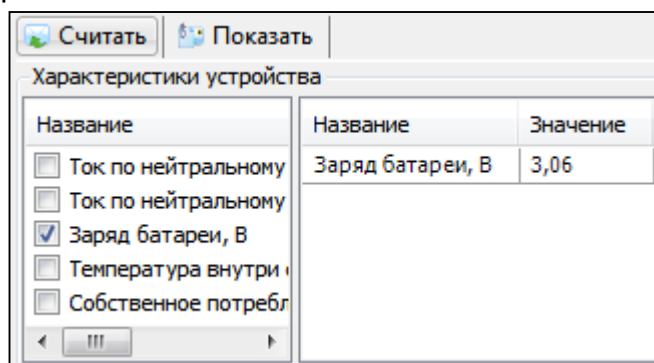 Считать Показать
Характеристики устройства
Название
Ток по нейтральному
Ток по нейтральному
Заряд батареи, В
Температура внутри
Собственное
Название Значение
Заряд батареи, В 3,06